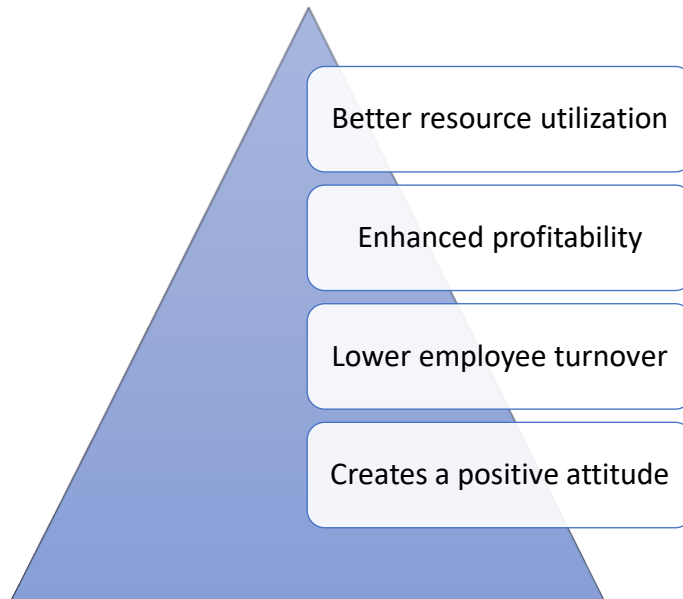 Better resource utilization
Enhanced profitability
Lower employee turnover
Creates a positive attitude